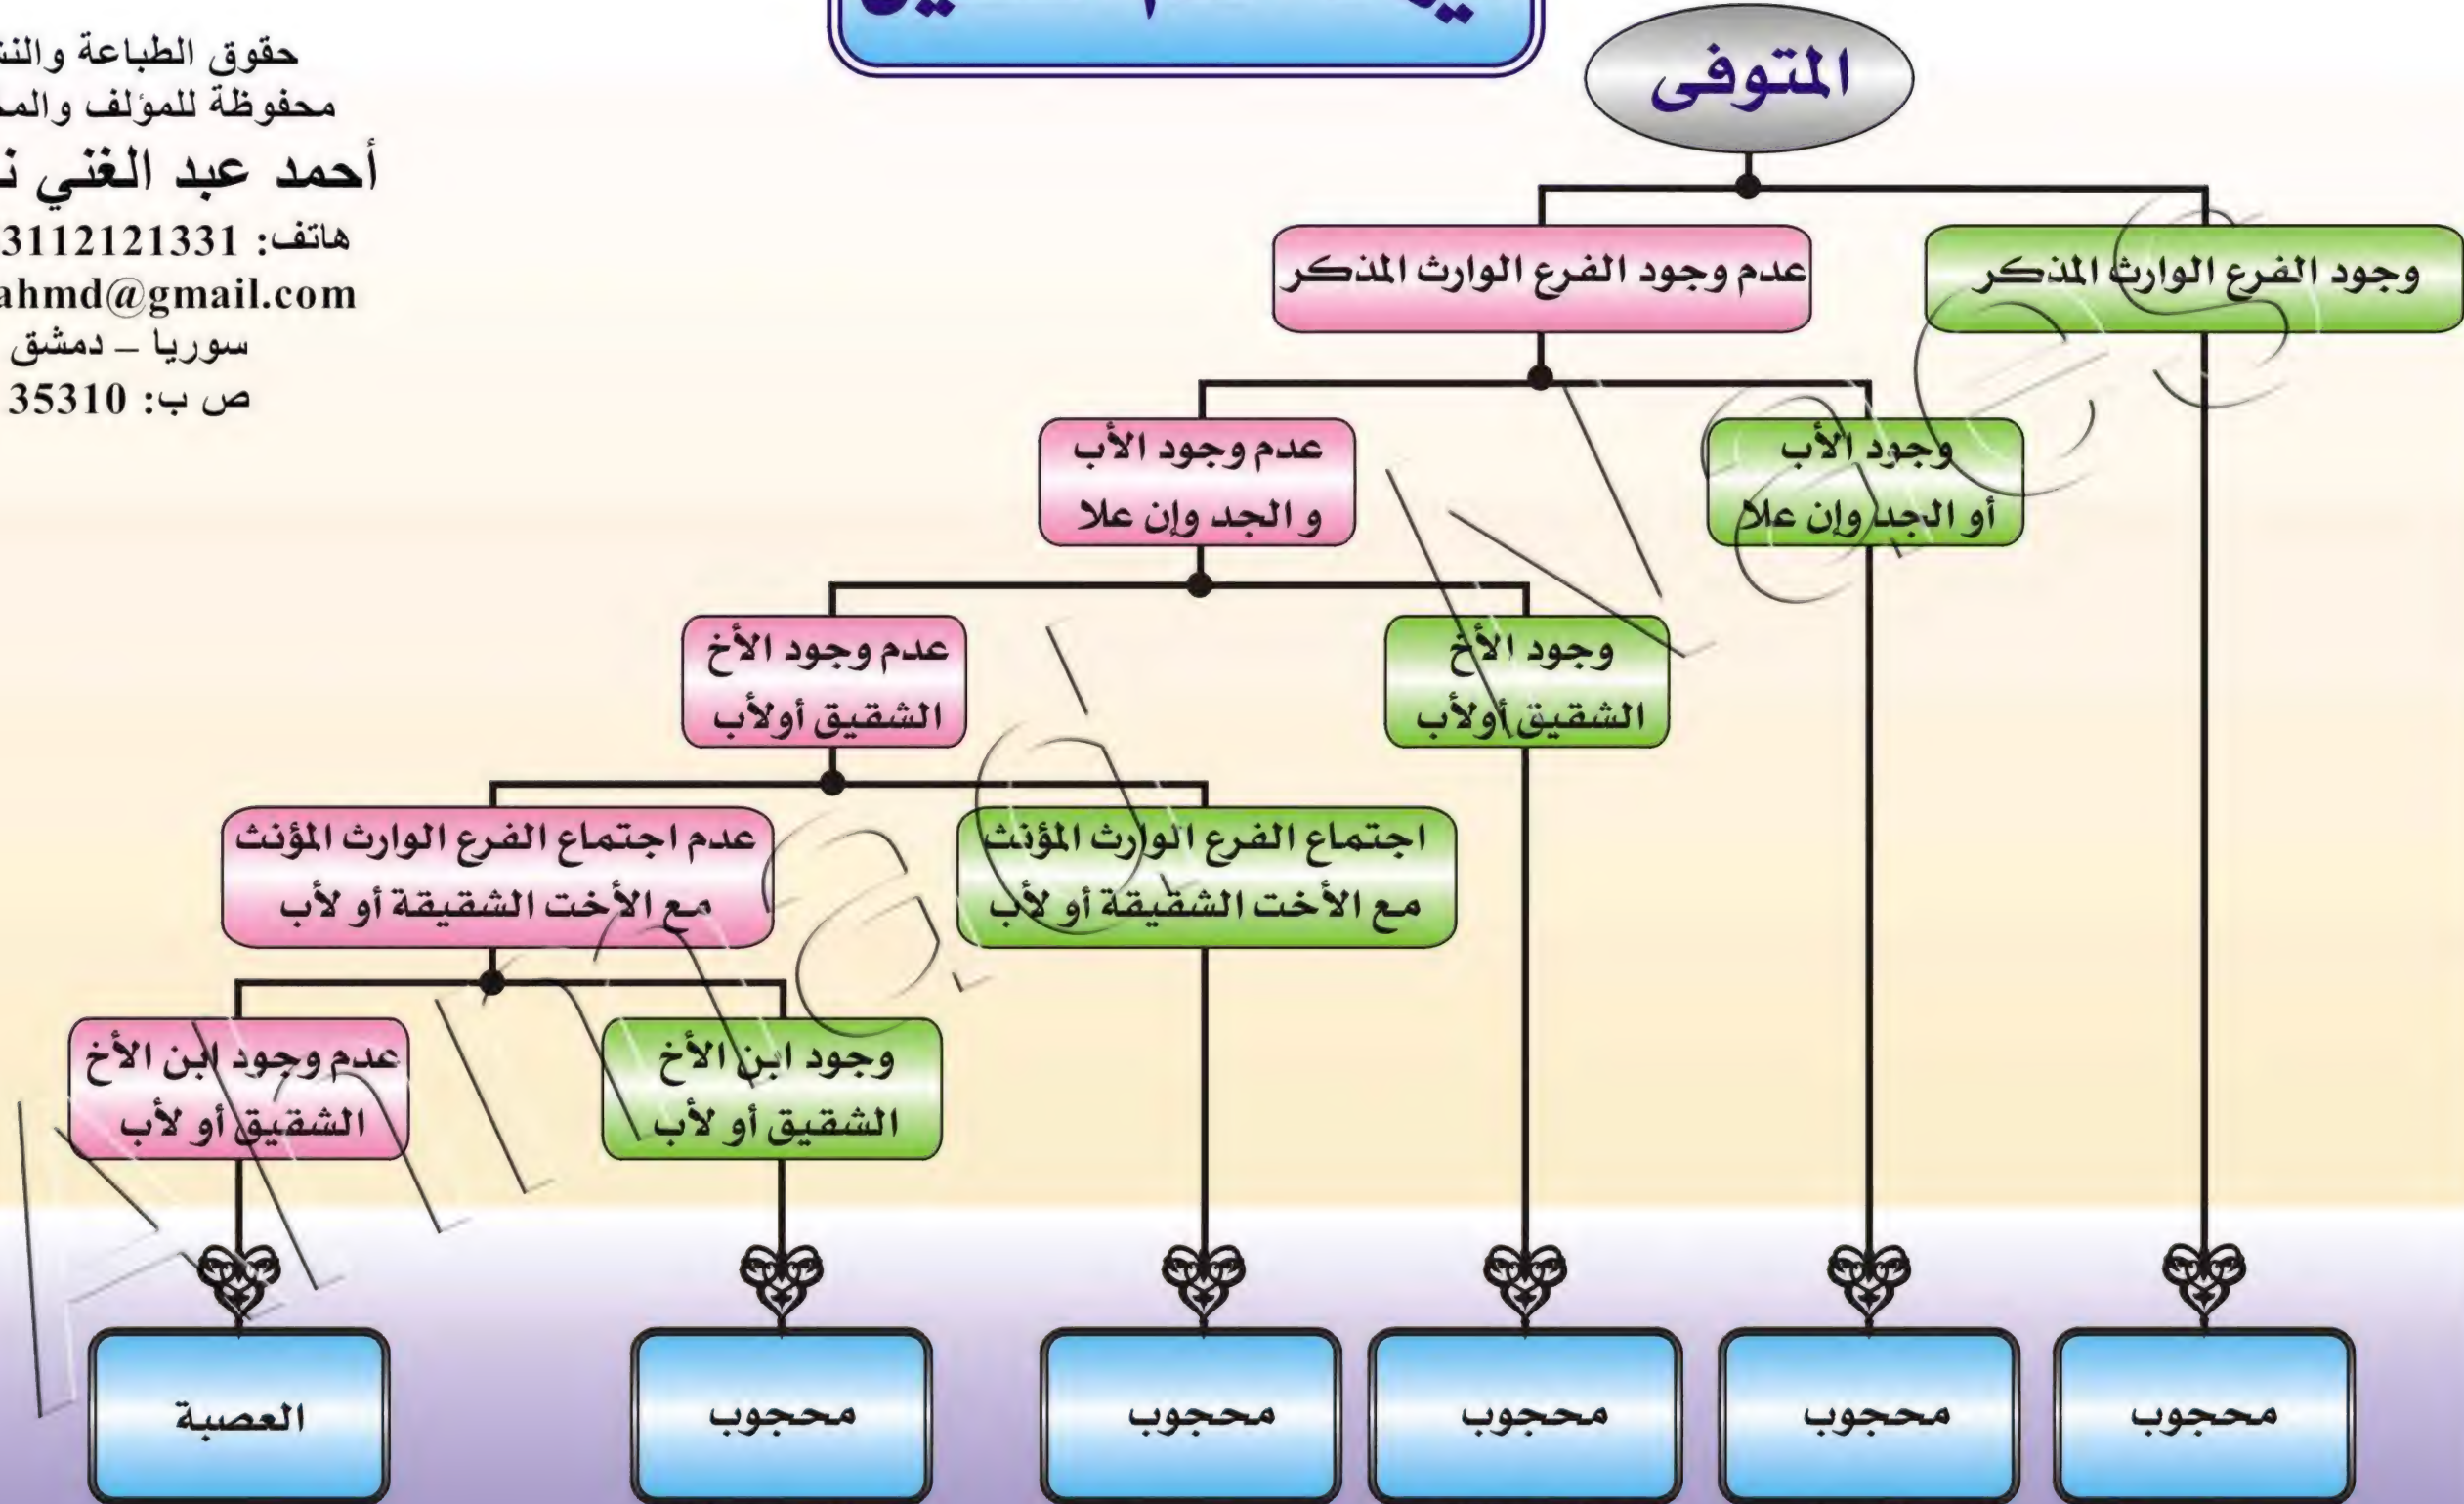 المتوفى
حقوق الطباعة
محفوظة للمؤلف
أحمد عبد الغني
هاتف: 3112121331
ahmd@gmail.com
سوريا – دمشق
ص ب: 35310
وجود الفرع الوارث المذكر
عدم وجود الفرع الوارث المذكر
وجود الأب
أو الجد وإن علا
عدم وجود الأب
و الجد وإن علا
وجود الأخ
الشقيق أولأب
عدم وجود الأخ
الشقيق أولأب
اجتماع الفرع الوارث المؤنث
مع الأخت الشقيقة أو لأب
عدم اجتماع الفرع الوارث المؤنث
مع الأخت الشقيقة أو لأب
وجود ابن الأخ
الشقيق أو لأب
عدم وجود ابن الأخ
الشقيق أو لأب
محجوب
محجوب
محجوب
محجوب
محجوب
العصبة